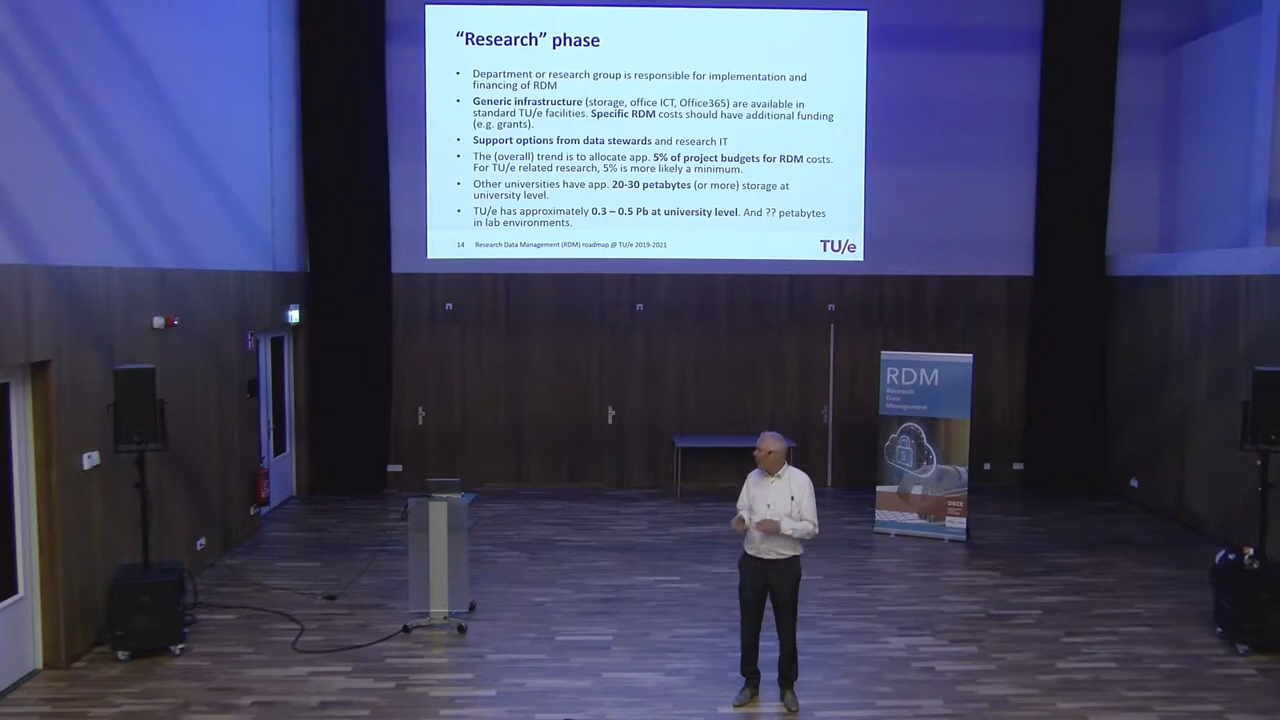 “Research” phase
• Department or research group is responsible for implementation and
financing of RDM
• Generic infrastructure (storage, office ICT, Office365) are available in
standard TU/e facilities. Specific RDM costs should have additional funding
(e.g. grants).
• Support options from data stewards and research IT
• The (overall) trend is to allocate app. 5% of project budgets for RDM costs.
For TU/e related research, 5% is more likely a minimum.
• Other universities have app. 20-30 petabytes (or more) storage at
university level.
• TU/e has approximately 0.3 – 0.5 Pb at university level. And ?? petabytes
in lab environments.
14 Research Data Management (RDM) roadmap @ TU/e 2019-2021
TU/e
RDM
Research
Data
Management
DSCE